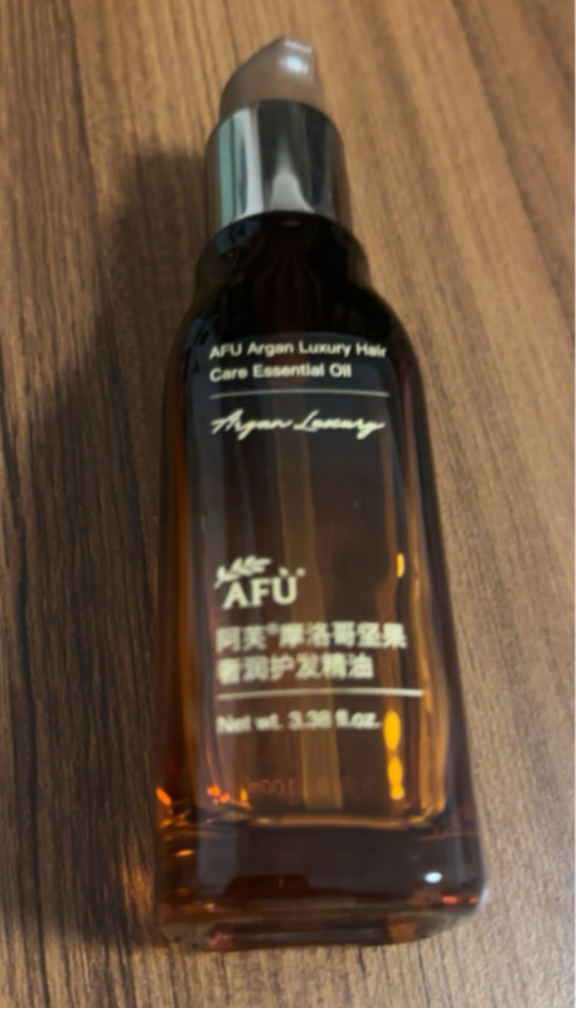 AFU Argan Luxury Hair
Care Essential Oil
Argan Luxury
AFU
阿芙®摩洛哥坚果
奢润护发精油
Net wt. 3.38 fl.oz.